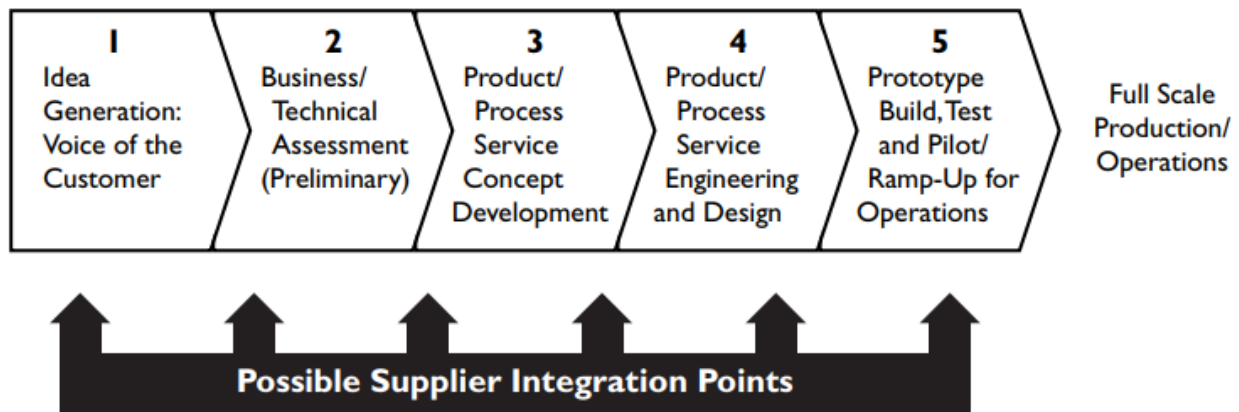 1
Idea
Generation:
Voice of the
Customer
2
Business/
Technical
Assessment
(Preliminary)
3
Product/
Process
Service
Concept
Development
4
Product/
Process
Service
Engineering
and Design
5
Prototype
Build, Test
and Pilot/
Ramp-Up for
Operations
Full Scale
Production/
Operations
Possible Supplier Integration Points